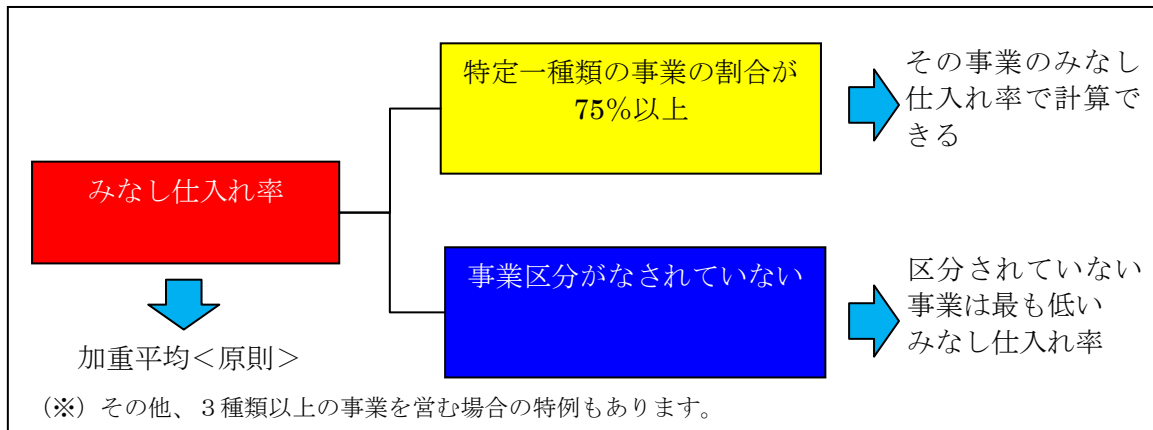 特定一種類の事業の割合が
75％以上
その事業のみなし
仕入れ率で計算で
きる
みなし仕入れ率
事業区分がなされていない
区分されていない
事業は最も低い
みなし仕入れ率
加重平均＜原則＞
（※）その他、３種類以上の事業を営む場合の特例もあります。